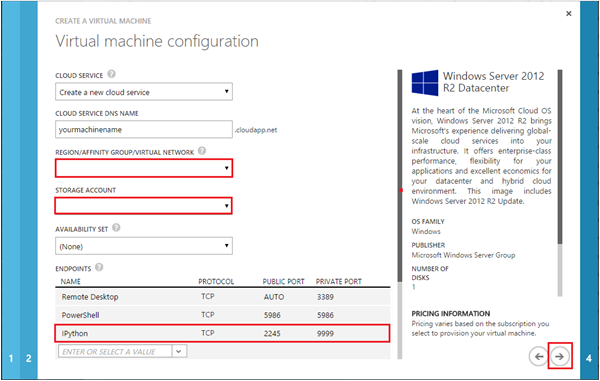 CREATE A VIRTUAL MACHINE
Virtual machine configuration
CLOUD SERVICE ?
Create a new cloud service
CLOUD SERVICE DNS NAME
yourmachinename .cloudapp.net
REGION/AFFINITY GROUP/VIRTUAL NETWORK ?
STORAGE ACCOUNT
AVAILABILITY SET ?
(None)
ENDPOINTS ?
NAME PROTOCOL PUBLIC PORT PRIVATE PORT
Remote Desktop TCP AUTO 3389
PowerShell TCP 5986 5986
IPython TCP 2245 9999
ENTER OR SELECT A VALUE
Windows Server 2012
R2 Datacenter
At the heart of the Microsoft Cloud OS
vision, Windows Server 2012 R2 brings
Microsoft's experience delivering global-
scale cloud services into your
infrastructure. It offers enterprise-class
performance, flexibility for your
applications and excellent economics for
your datacenter and hybrid cloud
environment. This image includes
Windows Server 2012 R2 Update.
OS FAMILY
Windows
PUBLISHER
Microsoft Windows Server Group
NUMBER OF
DISKS
1
PRICING INFORMATION
Pricing varies based on the subscription you
select to provision your virtual machine.
1 2 4